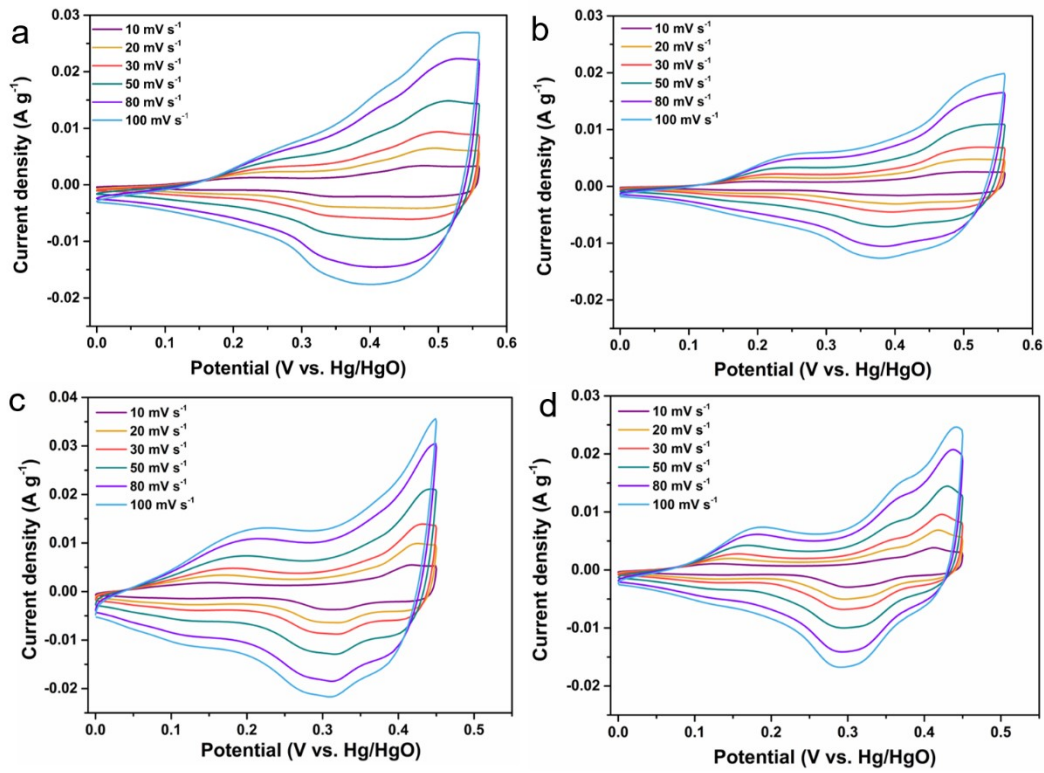 a
10 mV s⁻¹
20 mV s⁻¹
30 mV s⁻¹
50 mV s⁻¹
80 mV s⁻¹
100 mV s⁻¹
0.03
0.02
0.01
0.00
-0.01
-0.02
Current density (A g⁻¹)
0.0 0.1 0.2 0.3 0.4 0.5 0.6
Potential (V vs. Hg/HgO)
b
10 mV s⁻¹
20 mV s⁻¹
30 mV s⁻¹
50 mV s⁻¹
80 mV s⁻¹
100 mV s⁻¹
0.03
0.02
0.01
0.00
-0.01
-0.02
Current density (A g⁻¹)
0.0 0.1 0.2 0.3 0.4 0.5 0.6
Potential (V vs. Hg/HgO)
c
10 mV s⁻¹
20 mV s⁻¹
30 mV s⁻¹
50 mV s⁻¹
80 mV s⁻¹
100 mV s⁻¹
0.04
0.03
0.02
0.01
0.00
-0.01
-0.02
Current density (A g⁻¹)
0.0 0.1 0.2 0.3 0.4 0.5
Potential (V vs. Hg/HgO)
d
10 mV s⁻¹
20 mV s⁻¹
30 mV s⁻¹
50 mV s⁻¹
80 mV s⁻¹
100 mV s⁻¹
0.03
0.02
0.01
0.00
-0.01
-0.02
Current density (A g⁻¹)
0.0 0.1 0.2 0.3 0.4 0.5
Potential (V vs. Hg/HgO)